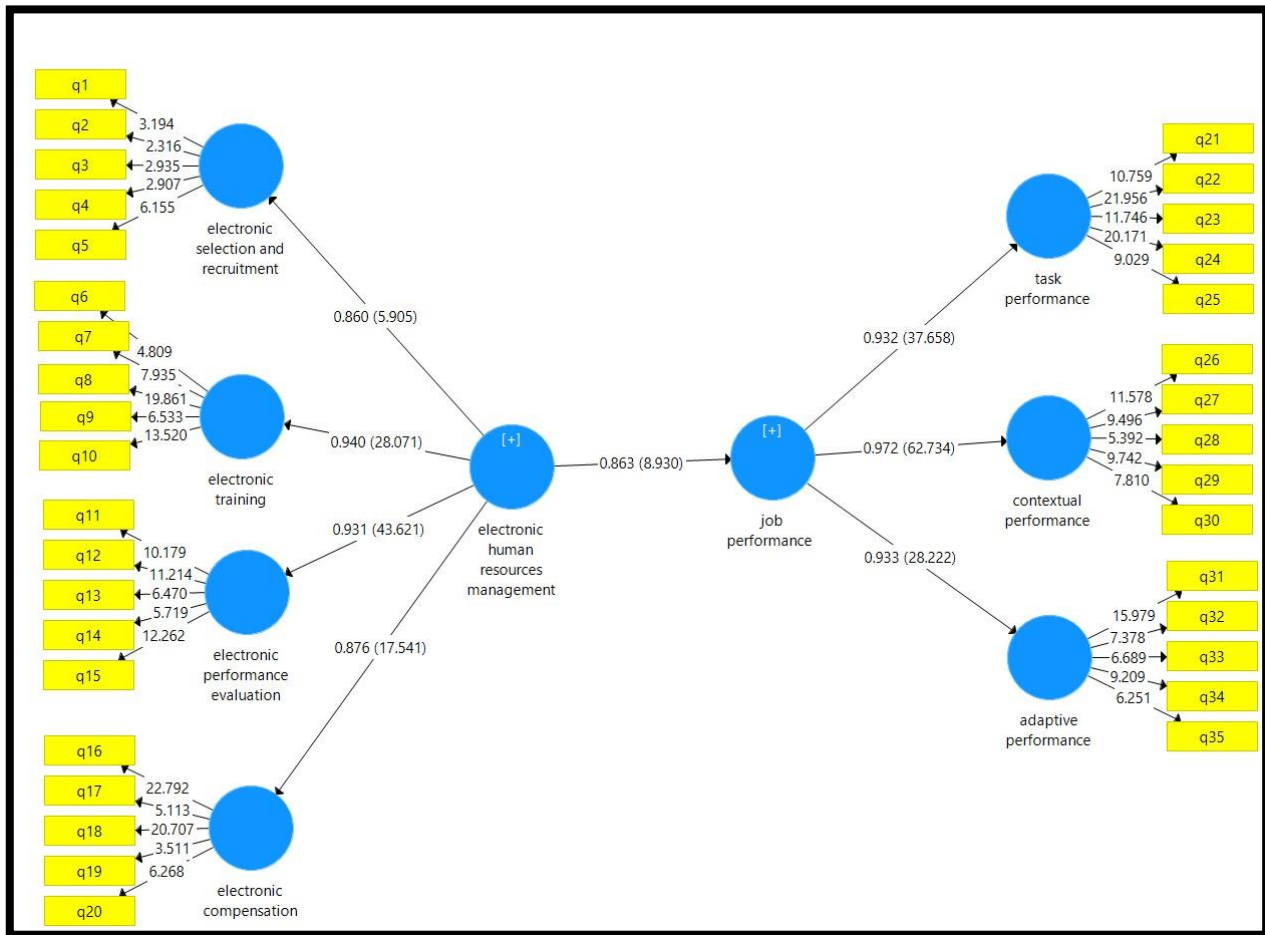 q1
q2
q3
q4
q5
3.194
2.316
2.935
2.907
6.155
electronic
selection and
recruitment
q6
q7
q8
q9
q10
4.809
7.935
19.861
6.533
13.520
electronic
training
q11
q12
q13
q14
q15
10.179
11.214
6.470
5.719
12.262
electronic
performance
evaluation
q16
q17
q18
q19
q20
22.792
5.113
20.707
3.511
6.268
electronic
compensation
0.860 (5.905)
0.940 (28.071)
0.931 (43.621)
0.876 (17.541)
[+]
electronic
human
resources
management
0.863 (8.930)
[+]
job
performance
0.932 (37.658)
0.972 (62.734)
0.933 (28.222)
task
performance
10.759
21.956
11.746
20.171
9.029
q21
q22
q23
q24
q25
contextual
performance
11.578
9.496
5.392
9.742
7.810
q26
q27
q28
q29
q30
adaptive
performance
15.979
7.378
6.689
9.209
6.251
q31
q32
q33
q34
q35